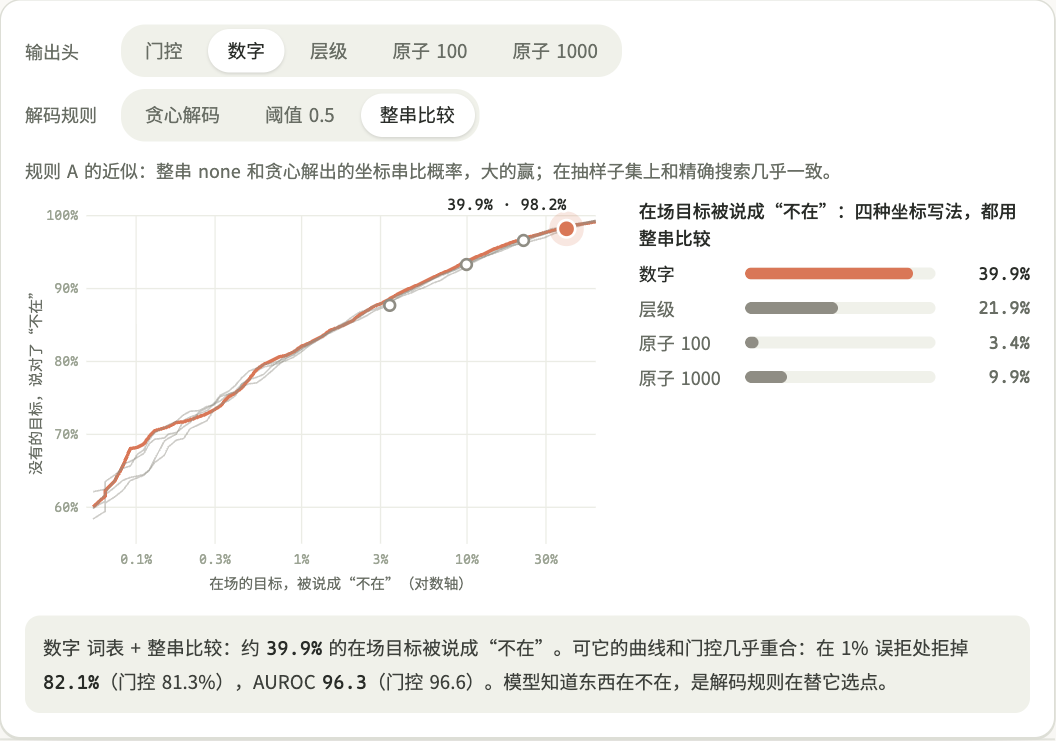 输出头 门控 数字 层级 原子 100 原子 1000
解码规则 贪心解码 阈值 0.5 整串比较
规则 A 的近似：整串 none 和贪心解出的坐标串比概率，大的赢；在抽样子集上和精确搜索几乎一致。
39.9% · 98.2%
100%
90%
80%
70%
60%
没有的目标，说对了“不在”
0.1% 0.3% 1% 3% 10% 30%
在场的目标，被说成“不在”（对数轴）
在场目标被说成“不在”：四种坐标写法，都用
整串比较
数字 39.9%
层级 21.9%
原子 100 3.4%
原子 1000 9.9%
数字 词表 + 整串比较：约 39.9% 的在场目标被说成“不在”。可它的曲线和门控几乎重合：在 1% 误拒处拒掉
82.1%（门控 81.3%），AUROC 96.3（门控 96.6）。模型知道东西在不在，是解码规则在替它选点。